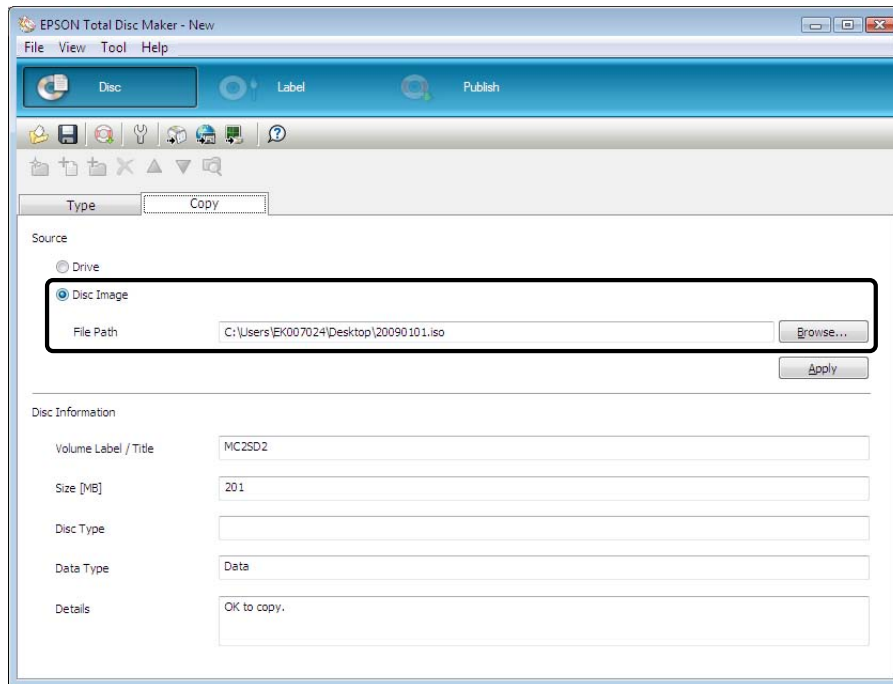 EPSON Total Disc Maker - New
File View Tool Help
Disc Label Publish
Type Copy
Source
Drive
Disc Image
File Path C:\Users\EK007024\Desktop\20090101.iso Browse...
Apply
Disc Information
Volume Label / Title MC2SD2
Size [MB] 201
Disc Type
Data Type Data
Details OK to copy.